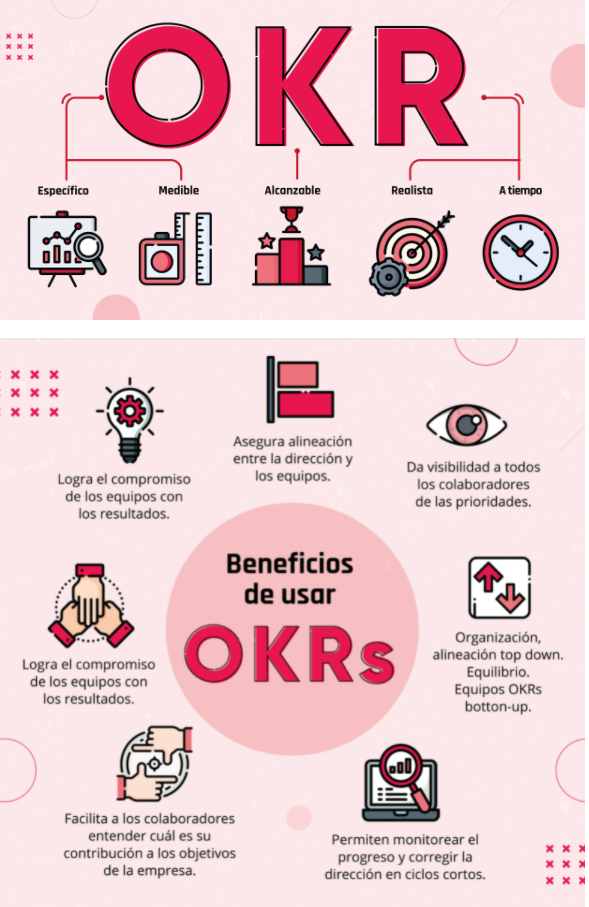 OKR
Específico
Medible
Alcanzable
Realista
A tiempo
Logra el compromiso
de los equipos con
los resultados.
Asegura alineación
entre la dirección y
los equipos.
Da visibilidad a todos
los colaboradores
de las prioridades.
Beneficios
de usar
OKRs
Logra el compromiso
de los equipos con
los resultados.
Organización,
alineación top down.
Equilibrio.
Equipos OKRs
botton-up.
Facilita a los colaboradores
entender cuál es su
contribución a los objetivos
de la empresa.
Permiten monitorear el
progreso y corregir la
dirección en ciclos cortos.